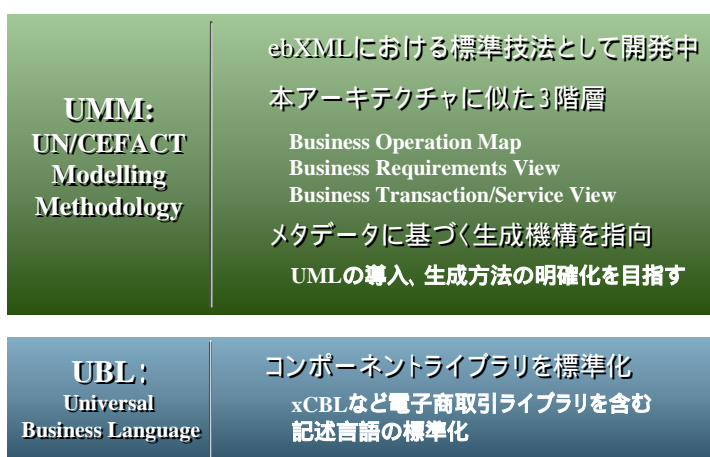 UMM:
UN/CEFACT
Modelling
Methodology
ebXMLにおける標準技法として開発中
本アーキテクチャに似た3階層
Business Operation Map
Business Requirements View
Business Transaction/Service View
メタデータに基づく生成機構を指向
UMLの導入、生成方法の明確化を目指す
UBL:
Universal
Business Language
コンポーネントライブラリを標準化
xCBLなど電子商取引ライブラリを含む
記述言語の標準化